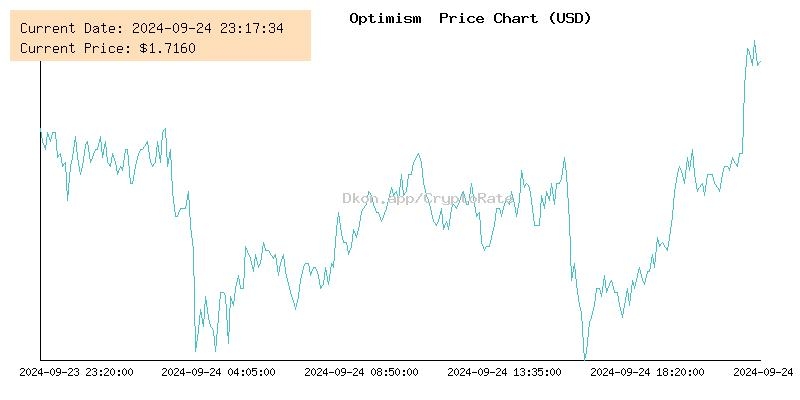 Optimism Price Chart (USD)
Current Date: 2024-09-24 23:17:34
Current Price: $1.7160
Dkon.app/CryptoRate
2024-09-23 23:20:00 2024-09-24 04:05:00 2024-09-24 08:50:00 2024-09-24 13:35:00 2024-09-24 18:20:00 2024-09-24